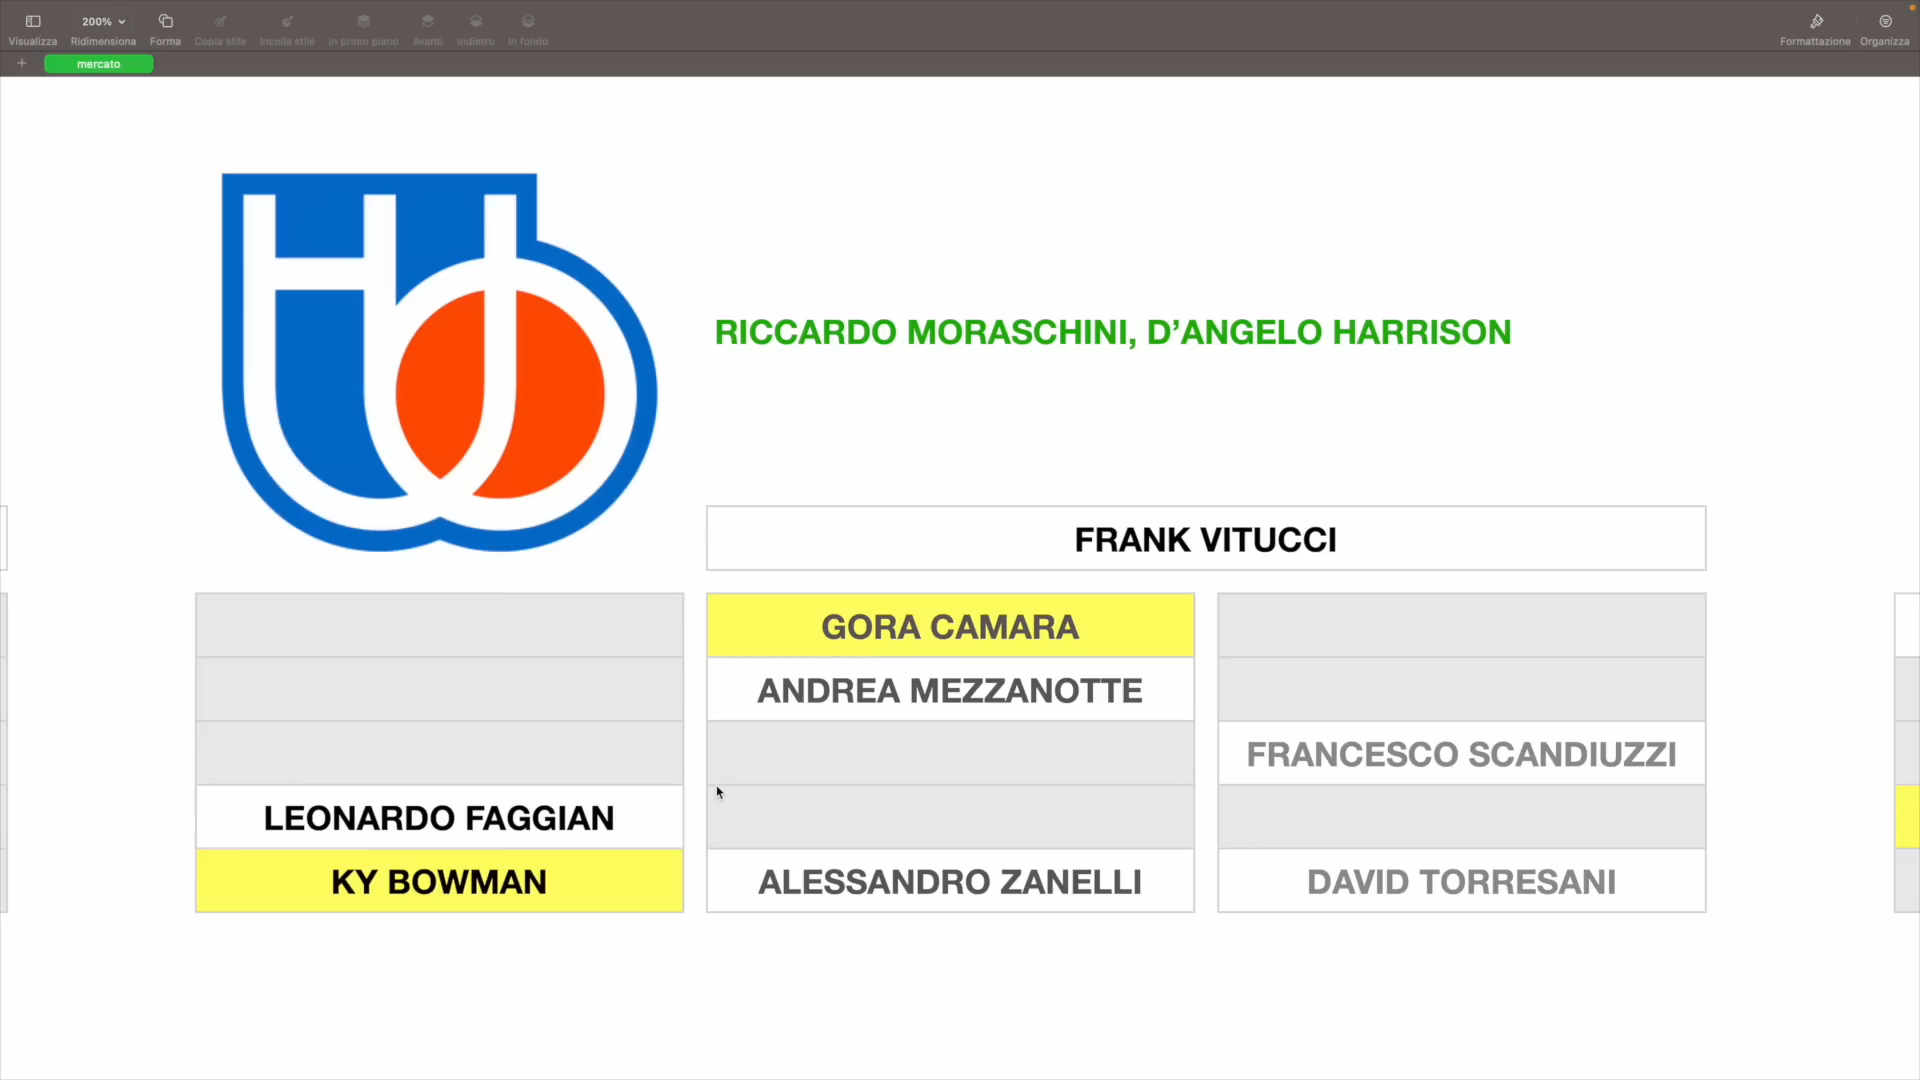 200%
Visualizza
Ridimensiona
Forma
Copia stile
Incolla stile
In primo piano
Avanti
Indietro
In fondo
Formattazione
Organizza
mercato
RICCARDO MORASCHINI, D’ANGELO HARRISON
FRANK VITUCCI
GORA CAMARA
ANDREA MEZZANOTTE
FRANCESCO SCANDIUZZI
LEONARDO FAGGIAN
KY BOWMAN
ALESSANDRO ZANELLI
DAVID TORRESANI